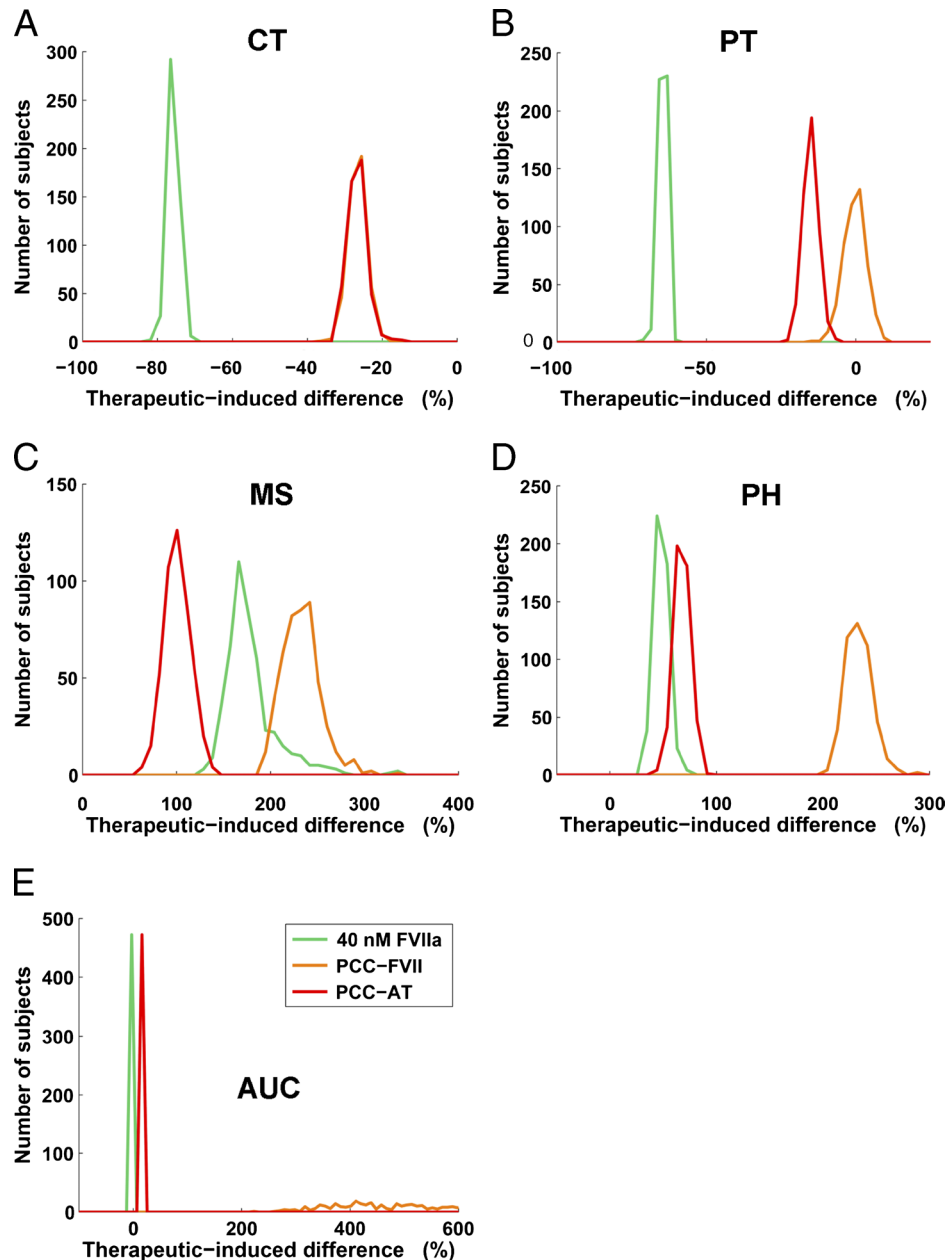 A
CT
300
250
200
150
100
50
0
Number of subjects
−100
−80
−60
−40
−20
0
Therapeutic−induced difference (%)
B
PT
250
200
150
100
50
0 0
Number of subjects
−100
−50
0
Therapeutic−induced difference (%)
C
MS
150
100
50
0
Number of subjects
0
100
200
300
400
Therapeutic−induced difference (%)
D
PH
250
200
150
100
50
0
Number of subjects
0
100
200
300
Therapeutic−induced difference (%)
E
500
400
300
200
100
0
Number of subjects
40 nM FVIIa
PCC−FVII
PCC−AT
AUC
0
200
400
600
Therapeutic−induced difference (%)